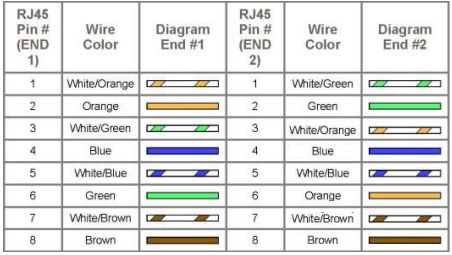 RJ45 Pin # (END 1) Wire Color Diagram End #1 RJ45 Pin # (END 2) Wire Color Diagram End #2
1 White/Orange 1 White/Green
2 Orange 2 Green
3 White/Green 3 White/Orange
4 Blue 4 Blue
5 White/Blue 5 White/Blue
6 Green 6 Orange
7 White/Brown 7 White/Brown
8 Brown 8 Brown